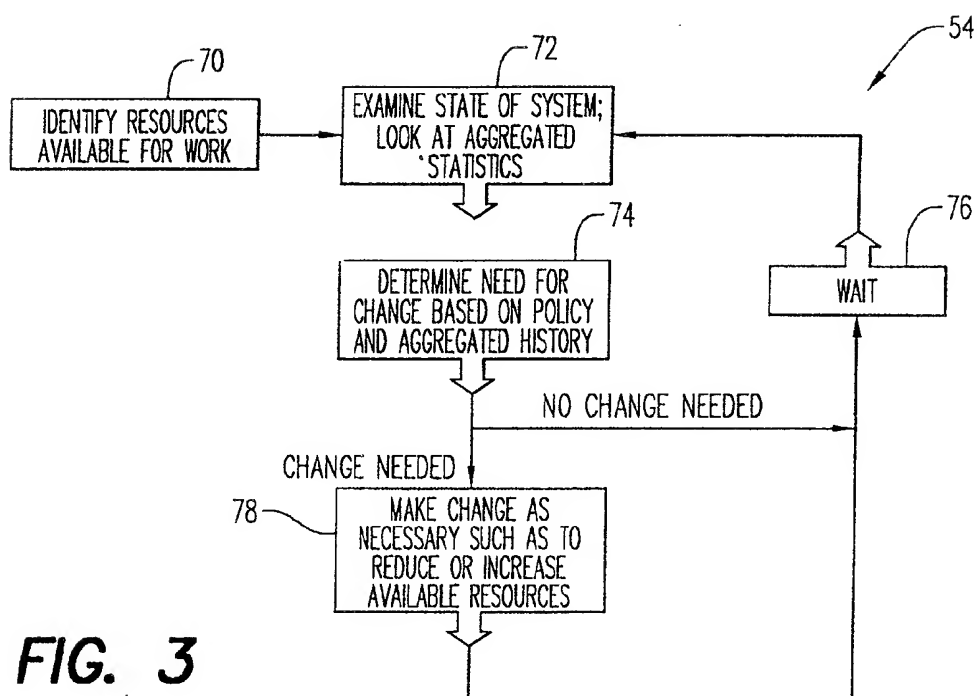 54
70
72
IDENTIFY RESOURCES
AVAILABLE FOR WORK
EXAMINE STATE OF SYSTEM;
LOOK AT AGGREGATED
STATISTICS
74
76
DETERMINE NEED FOR
CHANGE BASED ON POLICY
AND AGGREGATED HISTORY
WAIT
NO CHANGE NEEDED
CHANGE NEEDED
78
MAKE CHANGE AS
NECESSARY SUCH AS TO
REDUCE OR INCREASE
AVAILABLE RESOURCES
FIG. 3